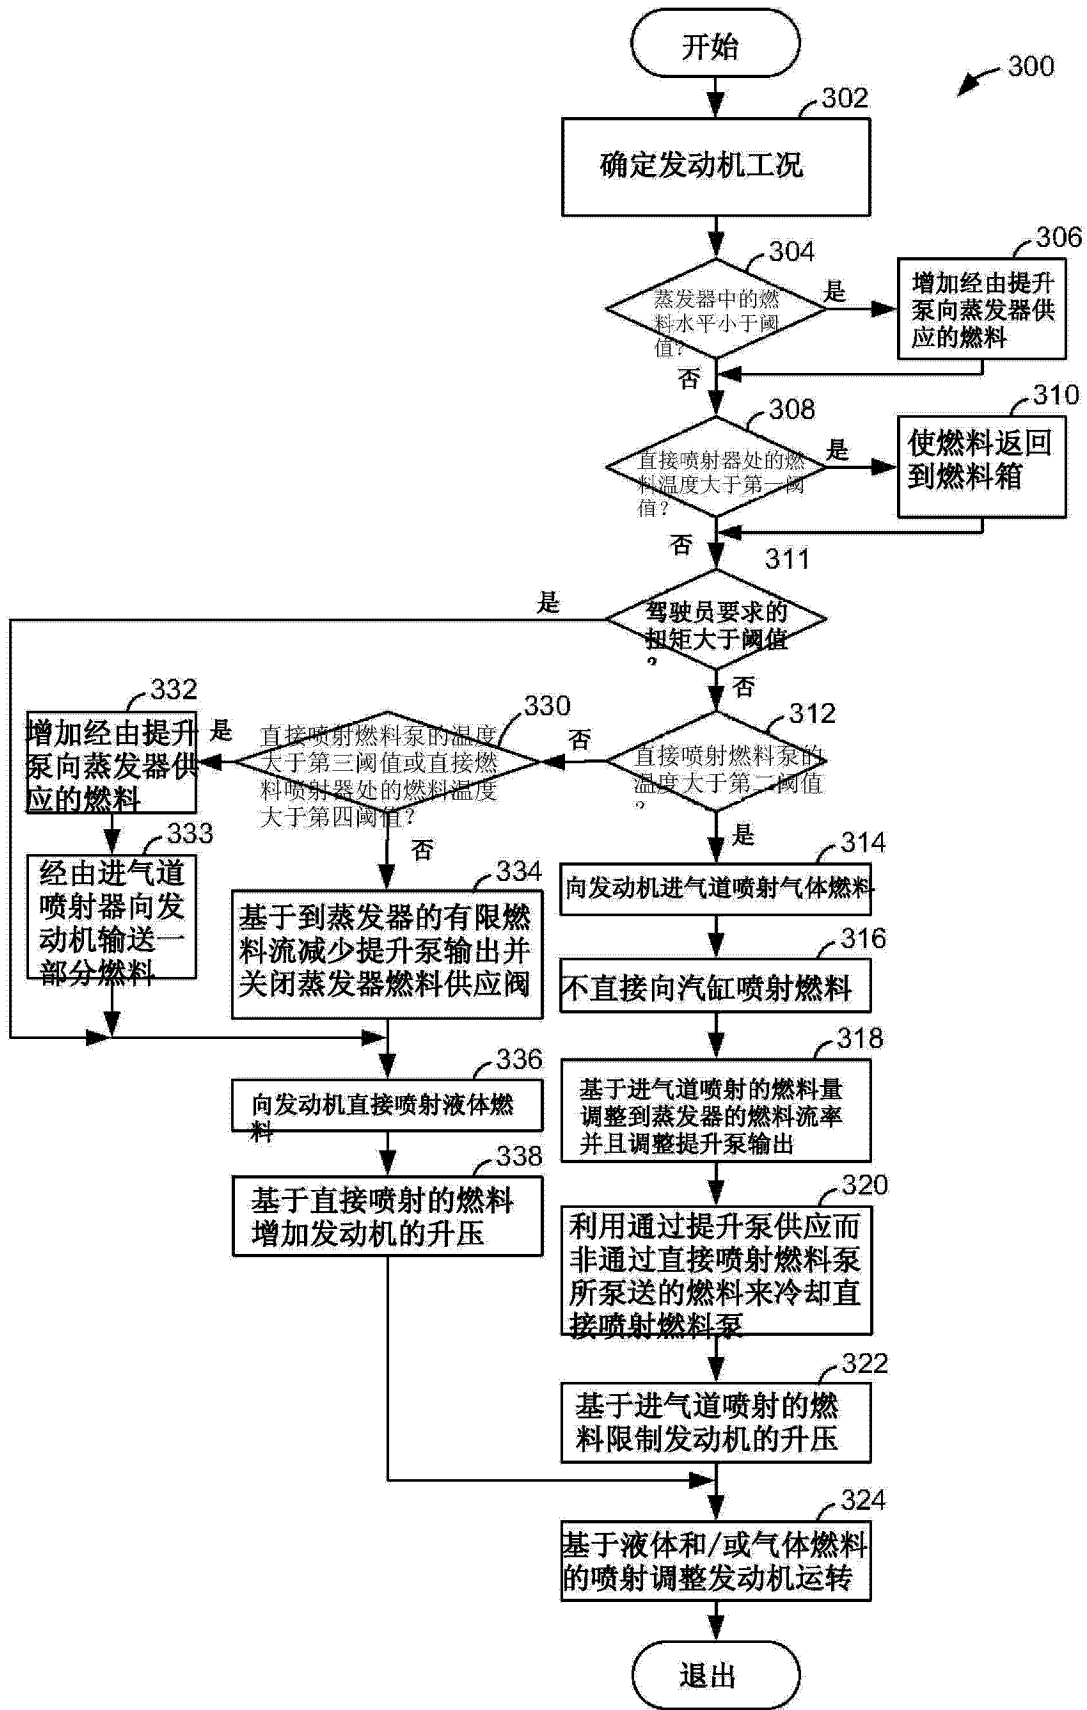 开始
300
302
确定发动机工况
304
蒸发器中的燃
料水平小于阈
值?
是
否
306
增加经由提升
泵向蒸发器供
应的燃料
308
直接喷射器处的燃
料温度大于第一阈
值?
是
否
310
使燃料返回
到燃料箱
311
驾驶员要求的
扭矩大于阈值
?
是
否
312
直接喷射燃料泵的
温度大于第二阈值
?
否
是
330
直接喷射燃料泵的温度
大于第三阈值或直接燃
料喷射器处的燃料温度
大于第四阈值?
是
否
332
增加经由提升
泵向蒸发器供
应的燃料
333
经由进气道
喷射器向发
动机输送一
部分燃料
334
基于到蒸发器的有限燃
料流减少提升泵输出并
关闭蒸发器燃料供应阀
336
向发动机直接喷射液体燃
料
338
基于直接喷射的燃料
增加发动机的升压
314
向发动机进气道喷射气体燃料
316
不直接向汽缸喷射燃料
318
基于进气道喷射的燃料量
调整到蒸发器的燃料流率
并且调整提升泵输出
320
利用通过提升泵供应而
非通过直接喷射燃料泵
所泵送的燃料来冷却直
接喷射燃料泵
322
基于进气道喷射的燃
料限制发动机的升压
324
基于液体和/或气体燃料
的喷射调整发动机运转
退出